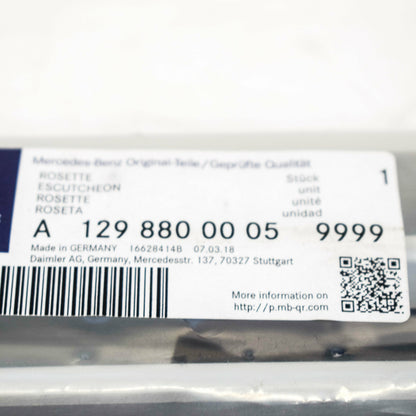 Mercedes-Benz Original-Teile/Geprüfte Qualität
ROSETTE Stück 1
ESCUTCHEON unit
ROSETTE unité
ROSETA unidad
A 129 880 00 05 9999
Made in GERMANY 16628414B 07.03.18
Daimler AG, Germany, Mercedesstr. 137, 70327 Stuttgart
More information on
http://p.mb-qr.com